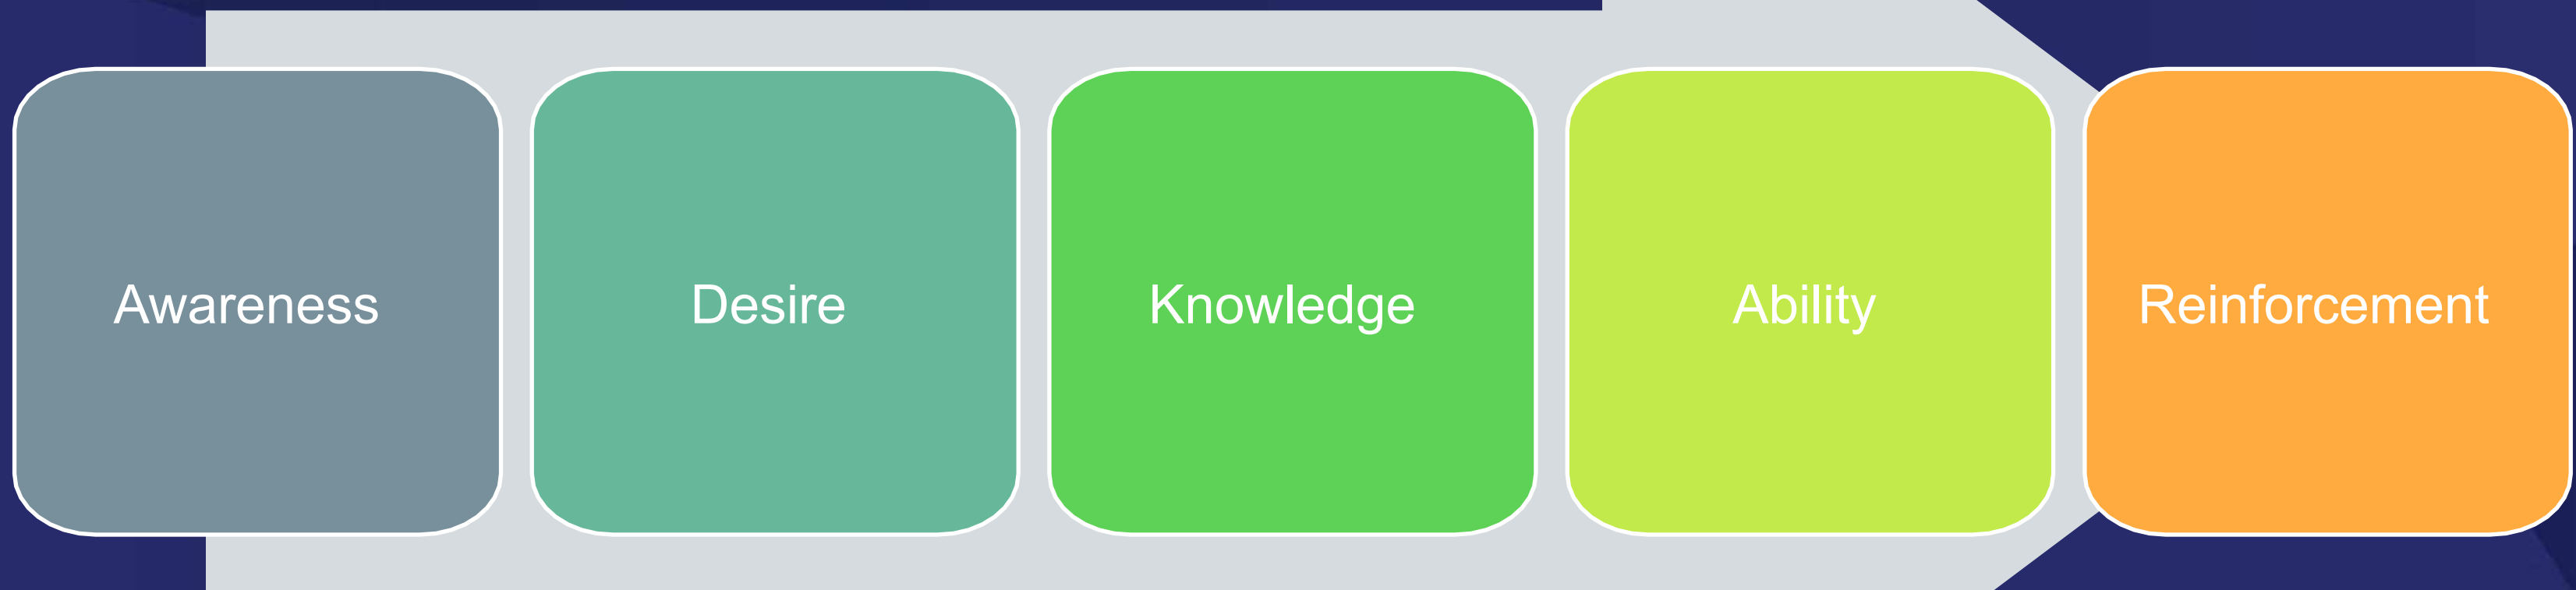 Awareness
Desire
Knowledge
Ability
Reinforcement